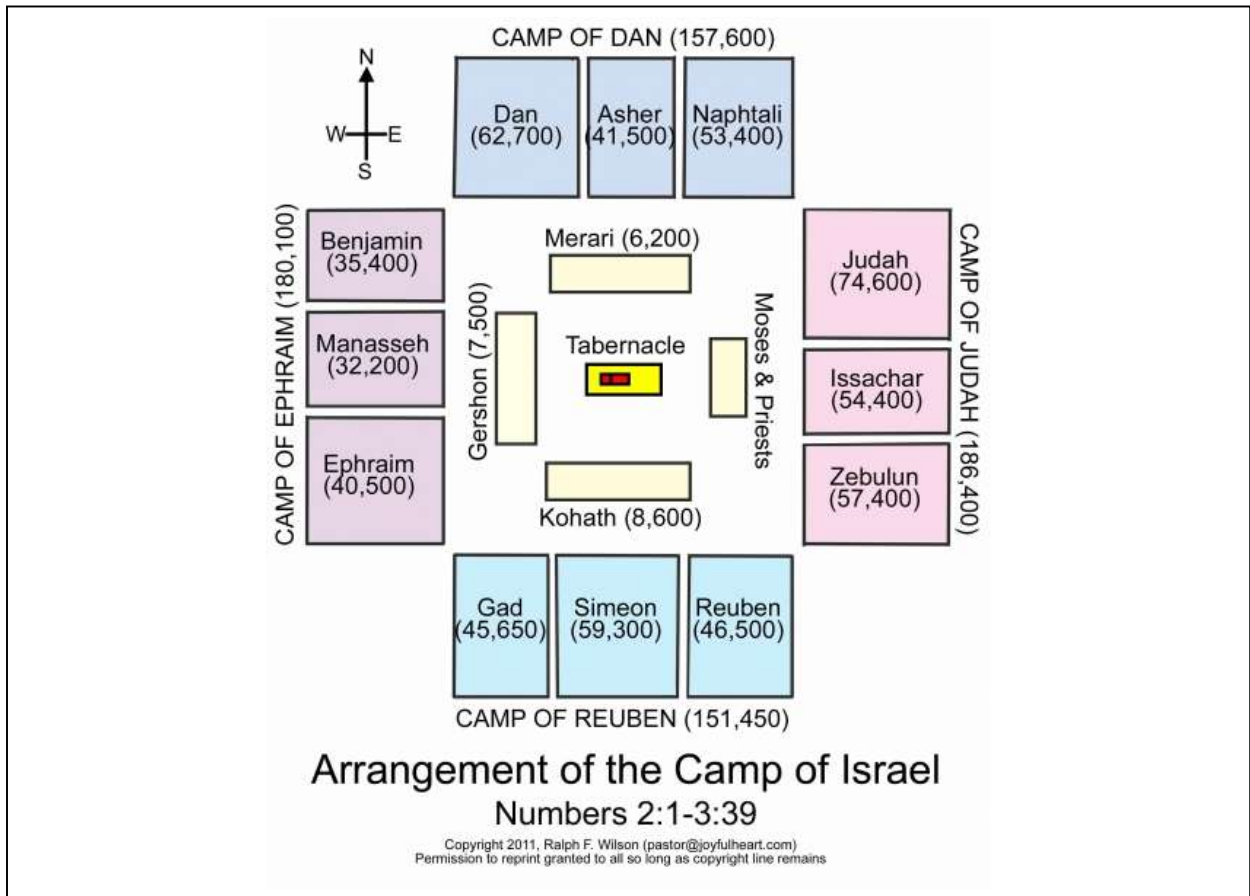 CAMP OF DAN (157,600)
N
W
E
S
Dan
(62,700)
Asher
(41,500)
Naphtali
(53,400)
CAMP OF EPHRAIM (180,100)
Benjamin
(35,400)
Manasseh
(32,200)
Ephraim
(40,500)
Merari (6,200)
Gershon (7,500)
Tabernacle
Moses & Priests
Kohath (8,600)
Judah
(74,600)
Issachar
(54,400)
Zebulun
(57,400)
CAMP OF JUDAH (186,400)
Gad
(45,650)
Simeon
(59,300)
Reuben
(46,500)
CAMP OF REUBEN (151,450)
Arrangement of the Camp of Israel
Numbers 2:1-3:39
Copyright 2011, Ralph F. Wilson (pastor@joyfulheart.com)
Permission to reprint granted to all so long as copyright line remains